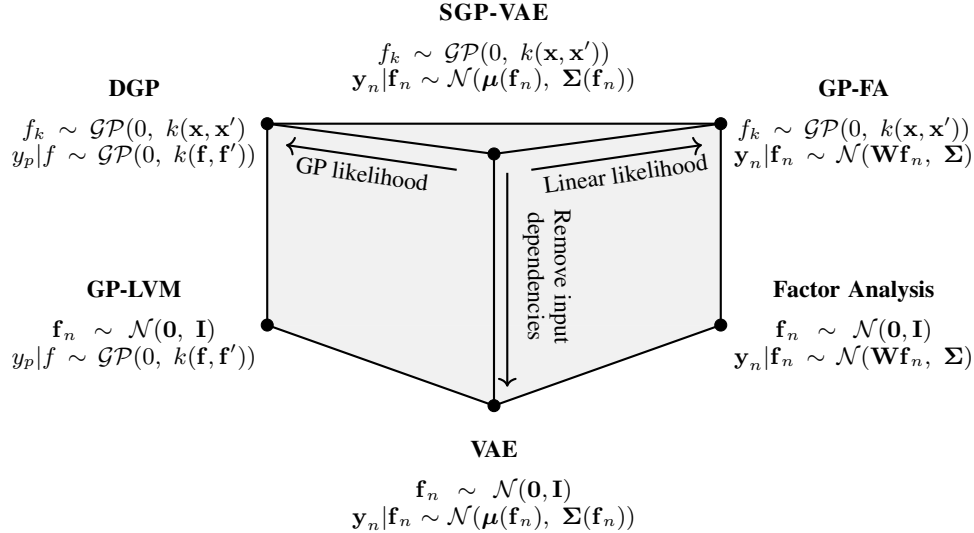 SGP-VAE
f_k ∼ 𝒢𝒫(0, k(𝐱, 𝐱′))
𝐲_n|𝐟_n ∼ 𝒩(𝝁(𝐟_n), 𝚺(𝐟_n))
DGP
f_k ∼ 𝒢𝒫(0, k(𝐱, 𝐱′)
y_p|f ∼ 𝒢𝒫(0, k(𝐟, 𝐟′))
GP-FA
f_k ∼ 𝒢𝒫(0, k(𝐱, 𝐱′))
𝐲_n|𝐟_n ∼ 𝒩(𝐖𝐟_n, 𝚺)
GP likelihood
Linear likelihood
Remove input
dependencies
GP-LVM
𝐟_n ∼ 𝒩(𝟎, 𝐈)
y_p|f ∼ 𝒢𝒫(0, k(𝐟, 𝐟′))
Factor Analysis
𝐟_n ∼ 𝒩(𝟎, 𝐈)
𝐲_n|𝐟_n ∼ 𝒩(𝐖𝐟_n, 𝚺)
VAE
𝐟_n ∼ 𝒩(𝟎, 𝐈)
𝐲_n|𝐟_n ∼ 𝒩(𝝁(𝐟_n), 𝚺(𝐟_n))